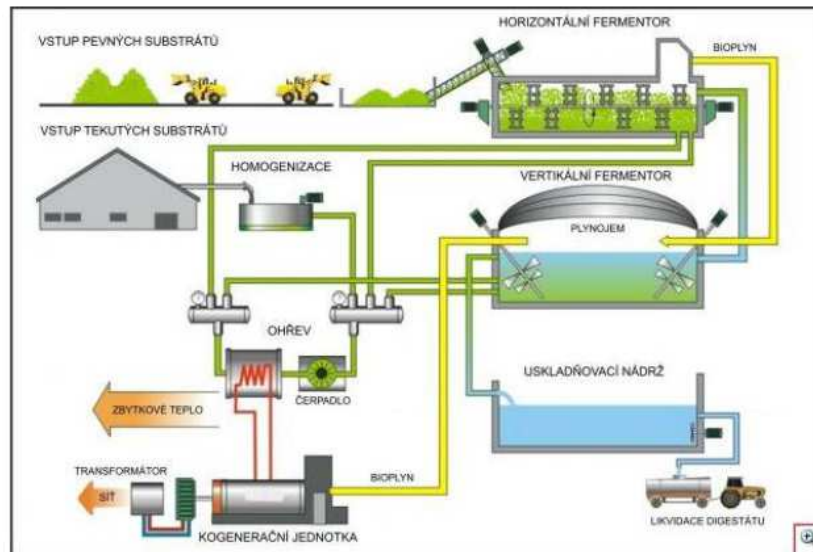 HORIZONTÁLNÍ FERMENTOR
VSTUP PEVNÝCH SUBSTRÁTŮ
BIOPLYN
VSTUP TEKUTÝCH SUBSTRÁTŮ
HOMOGENIZACE
VERTIKÁLNÍ FERMENTOR
PLYNOJEM
OHŘEV
ČERPADLO
USKLADŇOVACÍ NÁDRŽ
ZBYTKOVÉ TEPLO
TRANSFORMÁTOR
SÍŤ
BIOPLYN
KOGENERAČNÍ JEDNOTKA
LIKVIDACE DIGESTÁTU